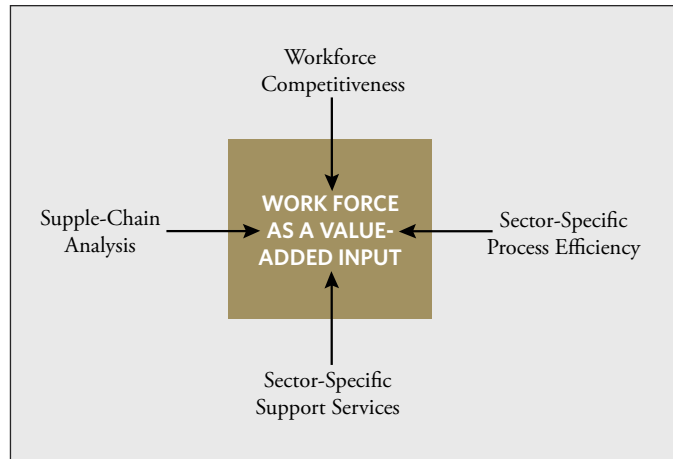 Workforce
Competitiveness
WORK FORCE
AS A VALUE-
ADDED INPUT
Supple-Chain
Analysis
Sector-Specific
Process Efficiency
Sector-Specific
Support Services